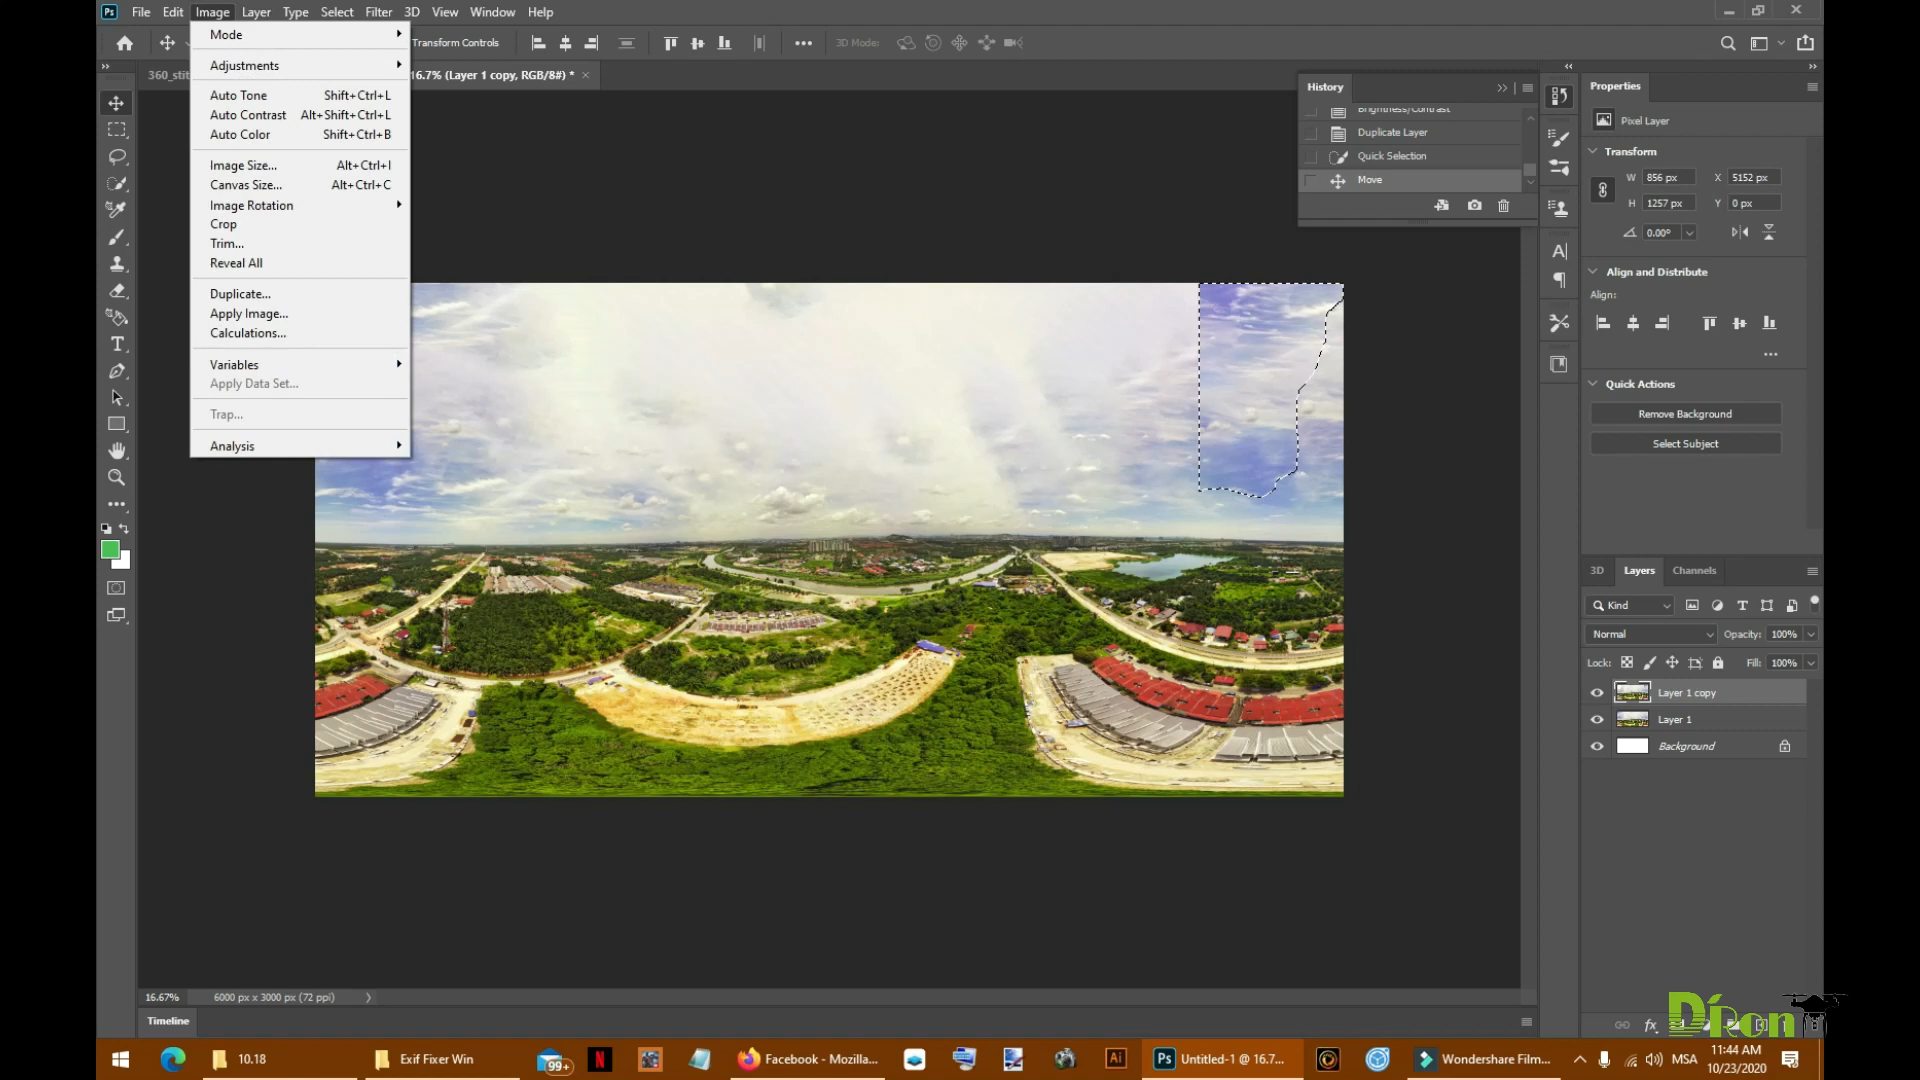 Ps File Edit Image Layer Type Select Filter 3D View Window Help
Transform Controls 3D Mode:
360_stit 16.7% (Layer 1 copy, RGB/8#) * ×
Mode
Adjustments
Auto Tone Shift+Ctrl+L
Auto Contrast Alt+Shift+Ctrl+L
Auto Color Shift+Ctrl+B
Image Size... Alt+Ctrl+I
Canvas Size... Alt+Ctrl+C
Image Rotation
Crop
Trim...
Reveal All
Duplicate...
Apply Image...
Calculations...
Variables
Apply Data Set...
Trap...
Analysis
History
Brightness/Contrast
Duplicate Layer
Quick Selection
Move
Properties
Pixel Layer
Transform
W 856 px X 5152 px
H 1257 px Y 0 px
0.00°
Align and Distribute
Align:
Quick Actions
Remove Background
Select Subject
3D Layers Channels
Kind
Normal Opacity: 100%
Lock: Fill: 100%
Layer 1 copy
Layer 1
Background
fx
16.67% 6000 px x 3000 px (72 ppi)
Timeline
D'ront
10.18 Exif Fixer Win 99+ N Facebook - Mozilla... Ai Ps Untitled-1 @ 16.7... Wondershare Film... MSA
11:44 AM
10/23/2020